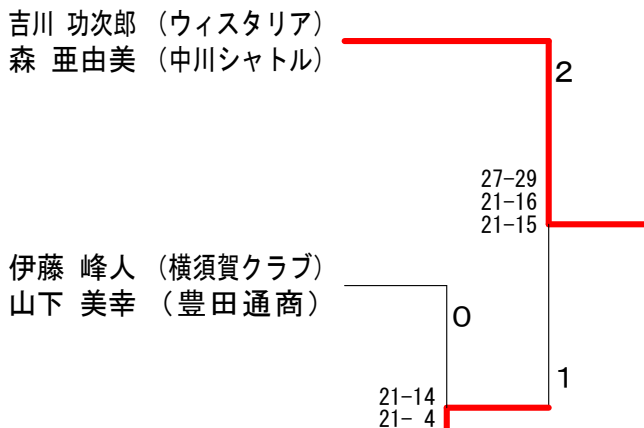 吉川 功次郎 (ウィスタリア)
森 亜由美 (中川シャトル)
2
27-29
21-16
21-15
伊藤 峰人 (横須賀クラブ)
山下 美幸 (豊田通商)
0
1
21-14
21- 4